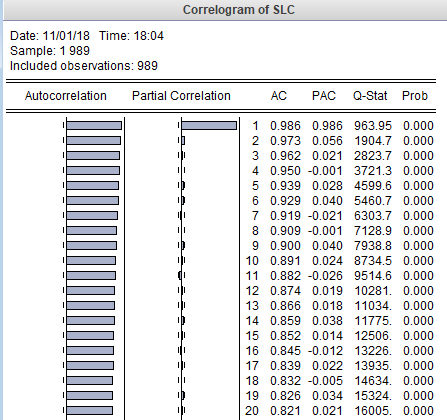 Correlogram of SLC
Date: 11/01/18 Time: 18:04
Sample: 1 989
Included observations: 989
Autocorrelation Partial Correlation AC PAC Q-Stat Prob
1 0.986 0.986 963.95 0.000
2 0.973 0.056 1904.7 0.000
3 0.962 0.021 2823.7 0.000
4 0.950 -0.001 3721.3 0.000
5 0.939 0.028 4599.6 0.000
6 0.929 0.040 5460.7 0.000
7 0.919 -0.021 6303.7 0.000
8 0.909 -0.001 7128.9 0.000
9 0.900 0.040 7938.8 0.000
10 0.891 0.024 8734.5 0.000
11 0.882 -0.026 9514.6 0.000
12 0.874 0.019 10281. 0.000
13 0.866 0.018 11034. 0.000
14 0.859 0.038 11775. 0.000
15 0.852 0.014 12506. 0.000
16 0.845 -0.012 13226. 0.000
17 0.839 0.022 13935. 0.000
18 0.832 -0.005 14634. 0.000
19 0.826 0.034 15324. 0.000
20 0.821 0.021 16005. 0.000